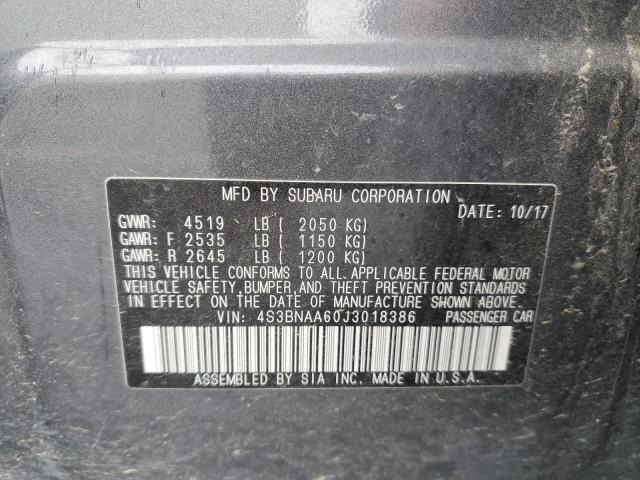 MFD BY SUBARU CORPORATION
DATE: 10/17
GVWR: 4519 LB ( 2050 KG)
GAWR: F 2535 LB ( 1150 KG)
GAWR: R 2645 LB ( 1200 KG)
THIS VEHICLE CONFORMS TO ALL APPLICABLE FEDERAL MOTOR
VEHICLE SAFETY, BUMPER, AND THEFT PREVENTION STANDARDS
IN EFFECT ON THE DATE OF MANUFACTURE SHOWN ABOVE.
VIN: 4S3BNAA60J3018386 PASSENGER CAR
ASSEMBLED BY SIA INC. MADE IN U.S.A.